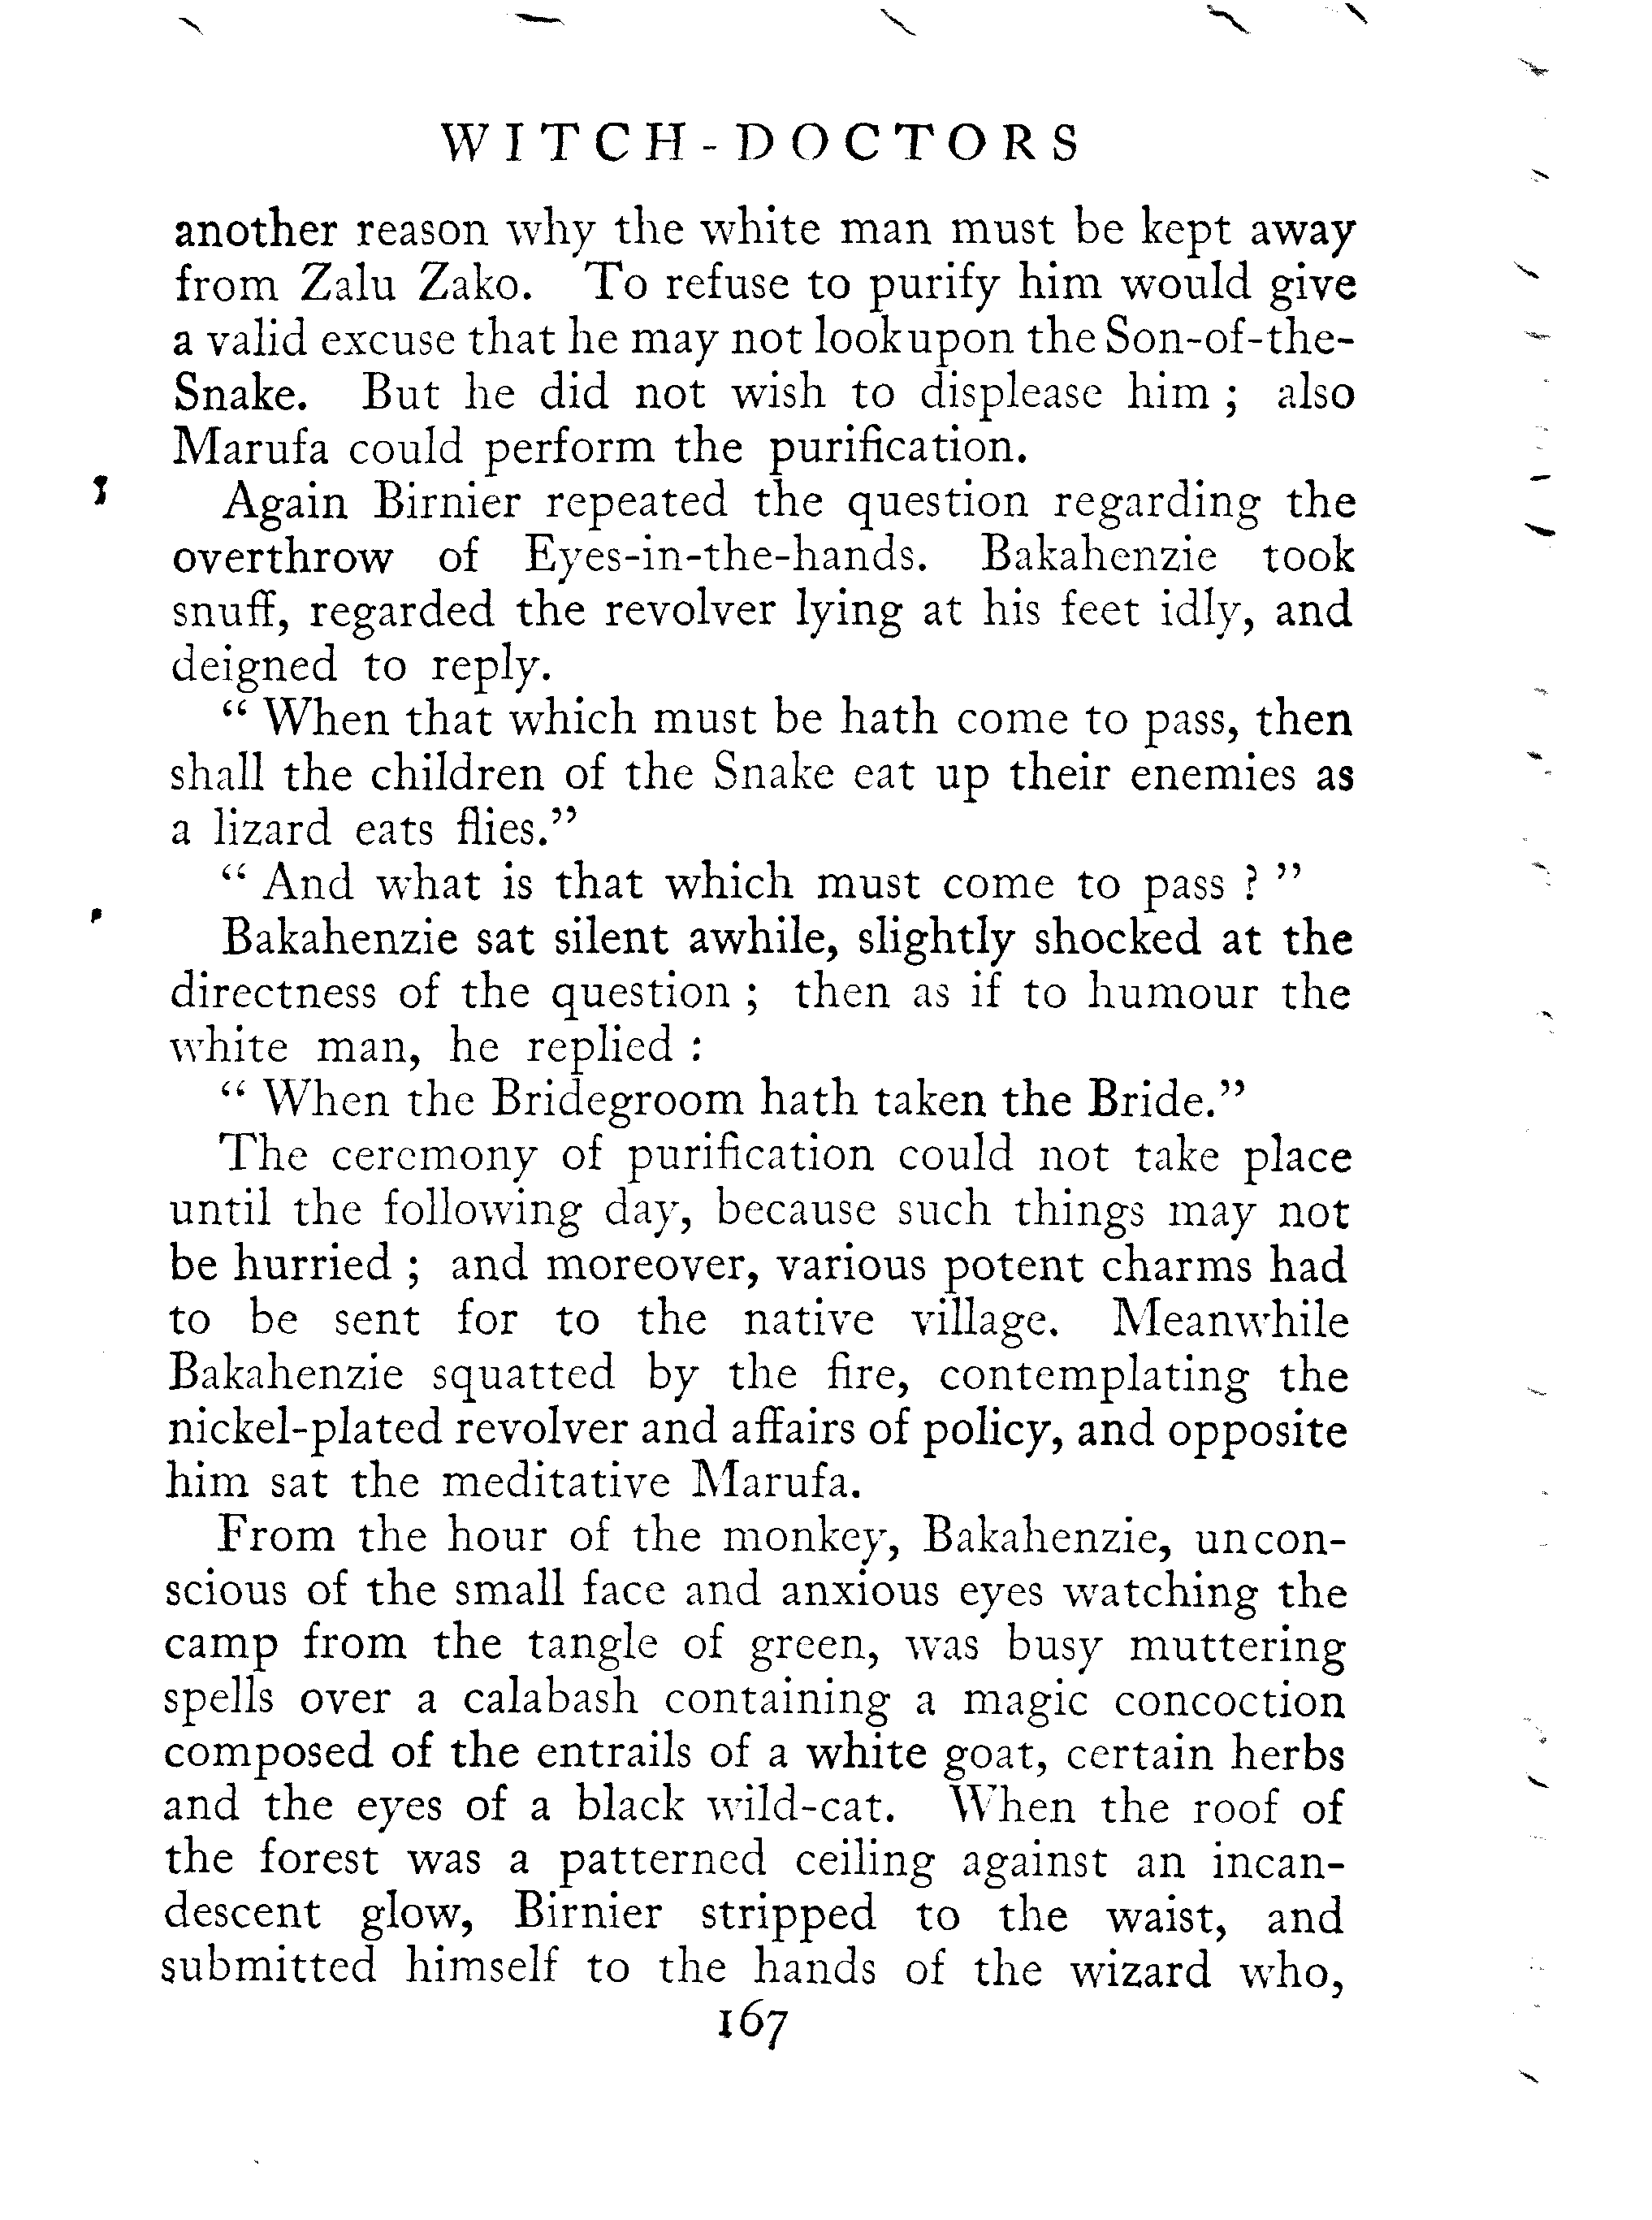 WITCH-DOCTORS
another reason why the white man must be kept away
from Zalu Zako. To refuse to purify him would give
a valid excuse that he may not look upon the Son-of-the-
Snake. But he did not wish to displease him ; also
Marufa could perform the purification.
Again Birnier repeated the question regarding the
overthrow of Eyes-in-the-hands. Bakahenzie took
snuff, regarded the revolver lying at his feet idly, and
deigned to reply.
“ When that which must be hath come to pass, then
shall the children of the Snake eat up their enemies as
a lizard eats flies.”
“ And what is that which must come to pass ? ”
Bakahenzie sat silent awhile, slightly shocked at the
directness of the question ; then as if to humour the
white man, he replied :
“ When the Bridegroom hath taken the Bride.”
The ceremony of purification could not take place
until the following day, because such things may not
be hurried ; and moreover, various potent charms had
to be sent for to the native village. Meanwhile
Bakahenzie squatted by the fire, contemplating the
nickel-plated revolver and affairs of policy, and opposite
him sat the meditative Marufa.
From the hour of the monkey, Bakahenzie, uncon-
scious of the small face and anxious eyes watching the
camp from the tangle of green, was busy muttering
spells over a calabash containing a magic concoction
composed of the entrails of a white goat, certain herbs
and the eyes of a black wild-cat. When the roof of
the forest was a patterned ceiling against an incan-
descent glow, Birnier stripped to the waist, and
submitted himself to the hands of the wizard who,
167